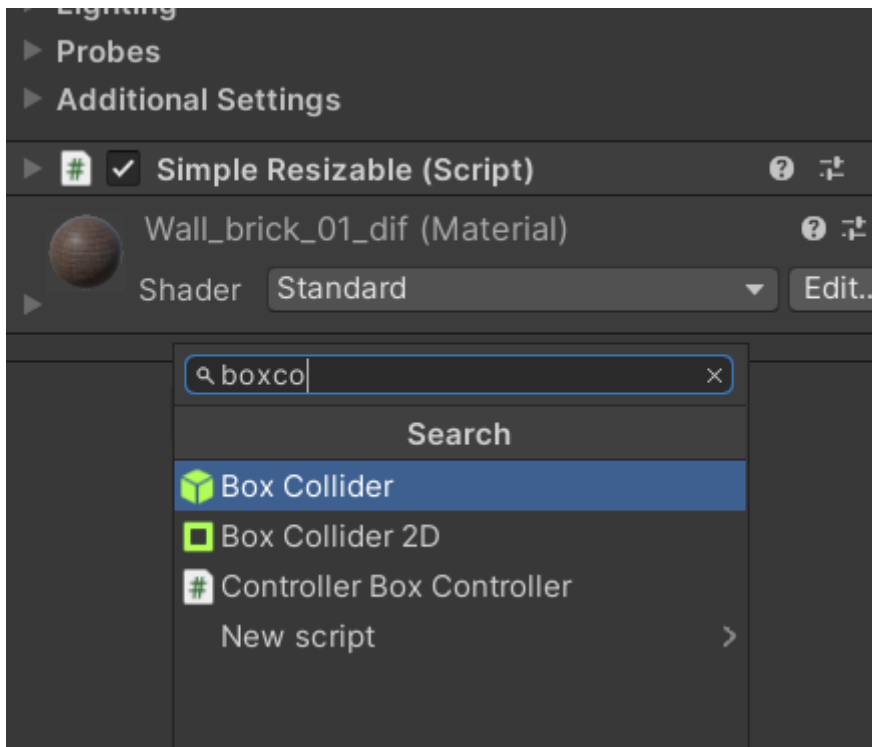 Lighting
Probes
Additional Settings
# Simple Resizable (Script)
Wall_brick_01_dif (Material)
Shader Standard Edit..
boxco
Search
Box Collider
Box Collider 2D
# Controller Box Controller
New script